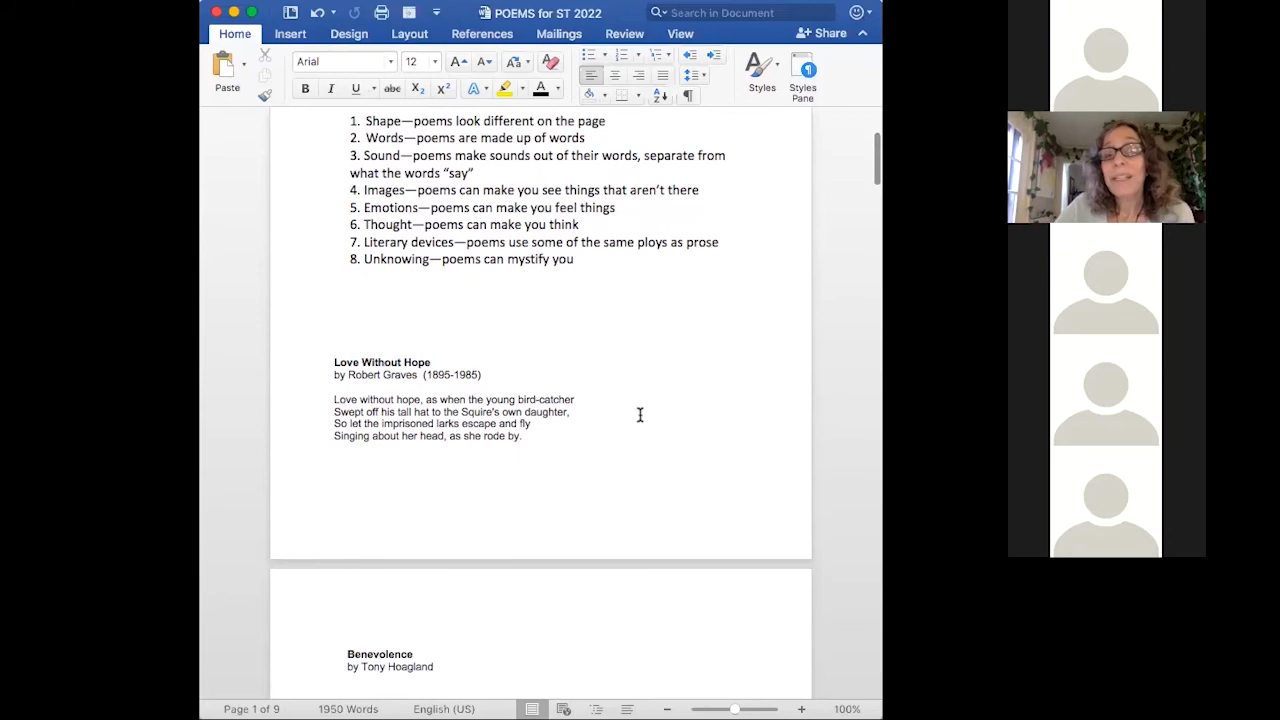 POEMS for ST 2022
Search in Document
Home Insert Design Layout References Mailings Review View Share
Paste
Arial 12
Styles Styles Pane
1. Shape—poems look different on the page
2. Words—poems are made up of words
3. Sound—poems make sounds out of their words, separate from
what the words “say”
4. Images—poems can make you see things that aren’t there
5. Emotions—poems can make you feel things
6. Thought—poems can make you think
7. Literary devices—poems use some of the same ploys as prose
8. Unknowing—poems can mystify you
Love Without Hope
by Robert Graves (1895-1985)
Love without hope, as when the young bird-catcher
Swept off his tall hat to the Squire's own daughter,
So let the imprisoned larks escape and fly
Singing about her head, as she rode by.
Benevolence
by Tony Hoagland
Page 1 of 9 1950 Words English (US) 100%